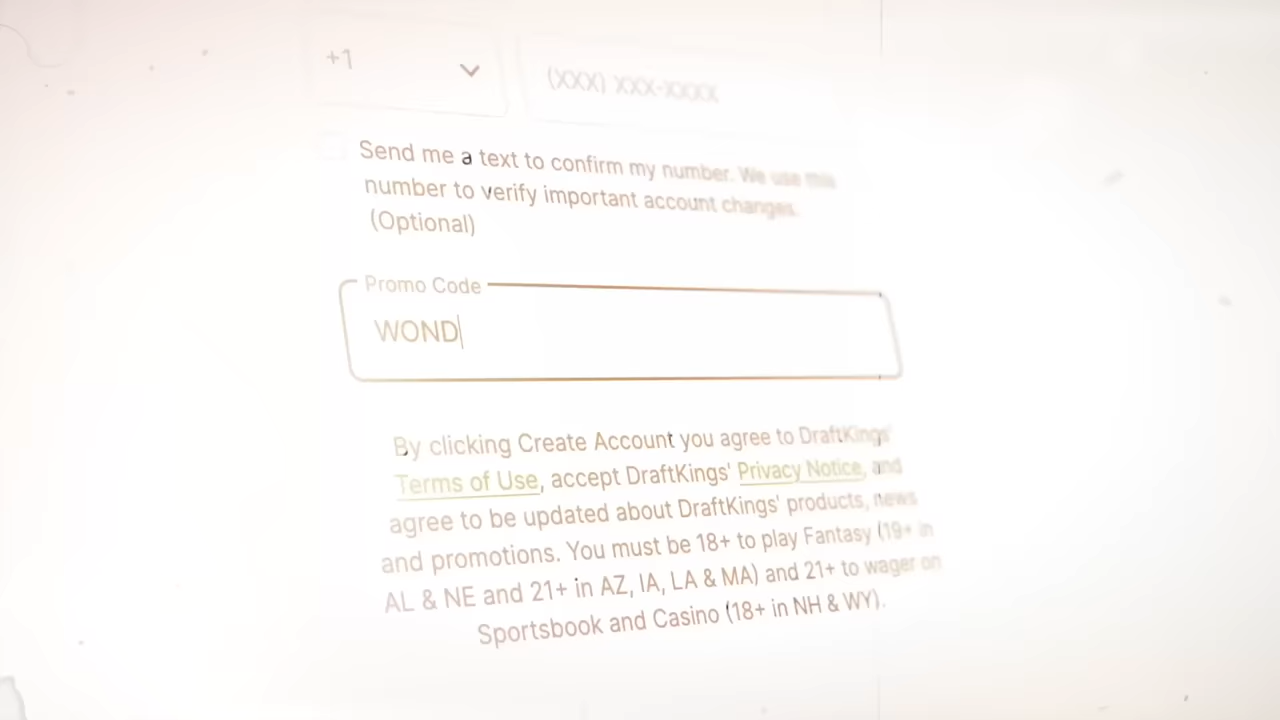 +1
(XXX) XXX-XXXX
Send me a text to confirm my number. We use this
number to verify important account changes.
(Optional)
Promo Code
WOND
By clicking Create Account you agree to DraftKings'
Terms of Use, accept DraftKings' Privacy Notice, and
agree to be updated about DraftKings' products, news
and promotions. You must be 18+ to play Fantasy (19+ in
AL & NE and 21+ in AZ, IA, LA & MA) and 21+ to wager on
Sportsbook and Casino (18+ in NH & WY).